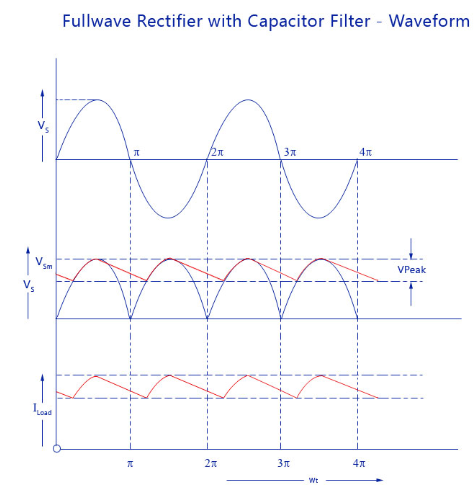 Fullwave Rectifier with Capacitor Filter - Waveform
VS
π 2π 3π 4π
VSm
VS
VPeak
ILoad
π 2π 3π 4π
wt